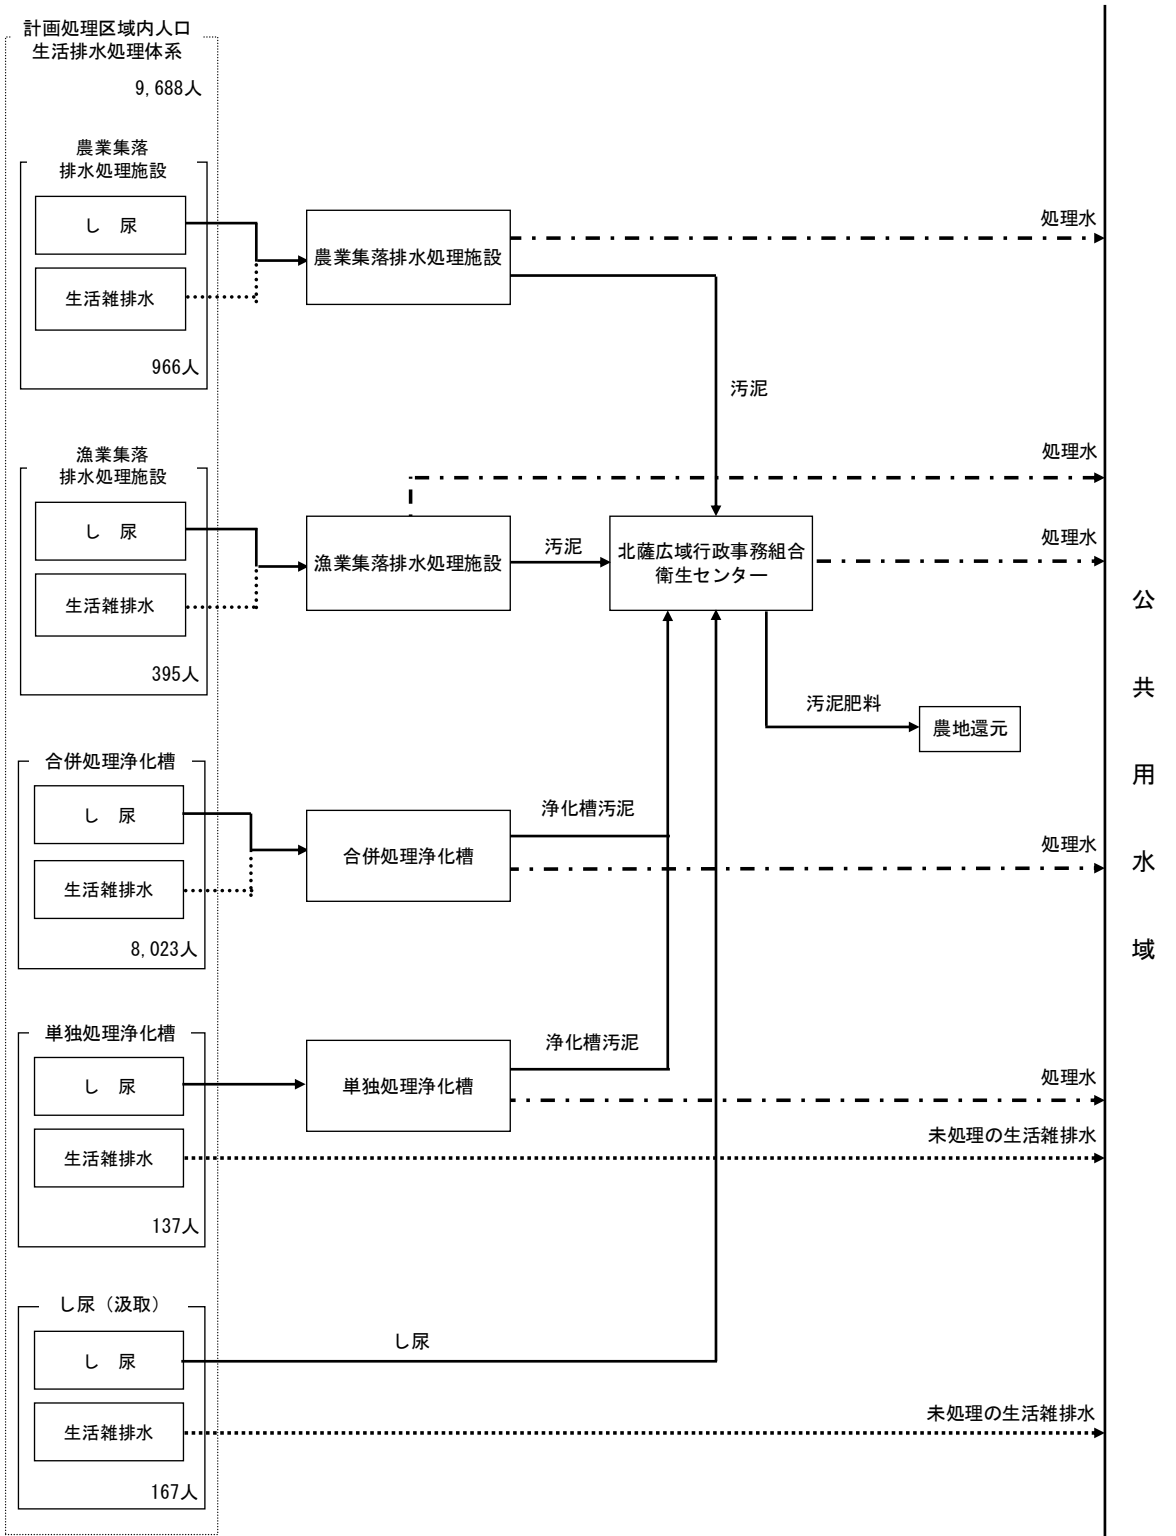 計画処理区域内人口
生活排水処理体系
9,688人
農業集落
排水処理施設
し　尿
生活雑排水
966人
農業集落排水処理施設
処理水
汚泥
漁業集落
排水処理施設
し　尿
生活雑排水
395人
漁業集落排水処理施設
汚泥
処理水
北薩広域行政事務組合
衛生センター
処理水
汚泥肥料
農地還元
合併処理浄化槽
し　尿
生活雑排水
8,023人
合併処理浄化槽
浄化槽汚泥
処理水
単独処理浄化槽
し　尿
生活雑排水
137人
単独処理浄化槽
浄化槽汚泥
処理水
未処理の生活雑排水
し尿（汲取）
し　尿
生活雑排水
167人
し尿
未処理の生活雑排水
公共用水域